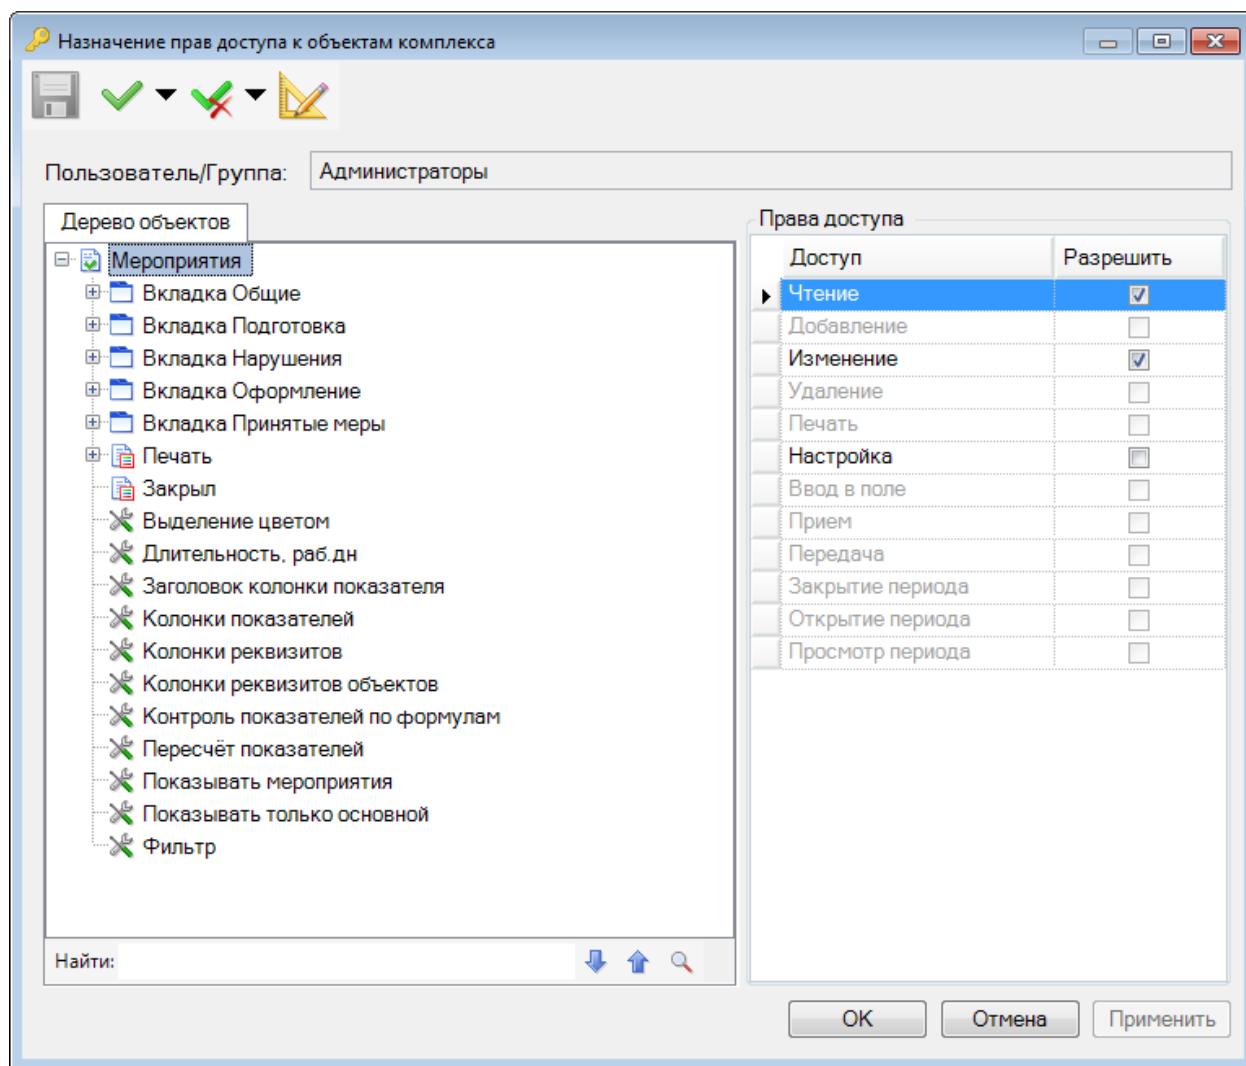 Назначение прав доступа к объектам комплекса
Пользователь/Группа: Администраторы
Дерево объектов
Мероприятия
Вкладка Общие
Вкладка Подготовка
Вкладка Нарушения
Вкладка Оформление
Вкладка Принятые меры
Печать
Закрыл
Выделение цветом
Длительность, раб.дн
Заголовок колонки показателя
Колонки показателей
Колонки реквизитов
Колонки реквизитов объектов
Контроль показателей по формулам
Пересчёт показателей
Показывать мероприятия
Показывать только основной
Фильтр
Найти:
Права доступа
Доступ Разрешить
Чтение
Добавление
Изменение
Удаление
Печать
Настройка
Ввод в поле
Прием
Передача
Закрытие периода
Открытие периода
Просмотр периода
OK Отмена Применить